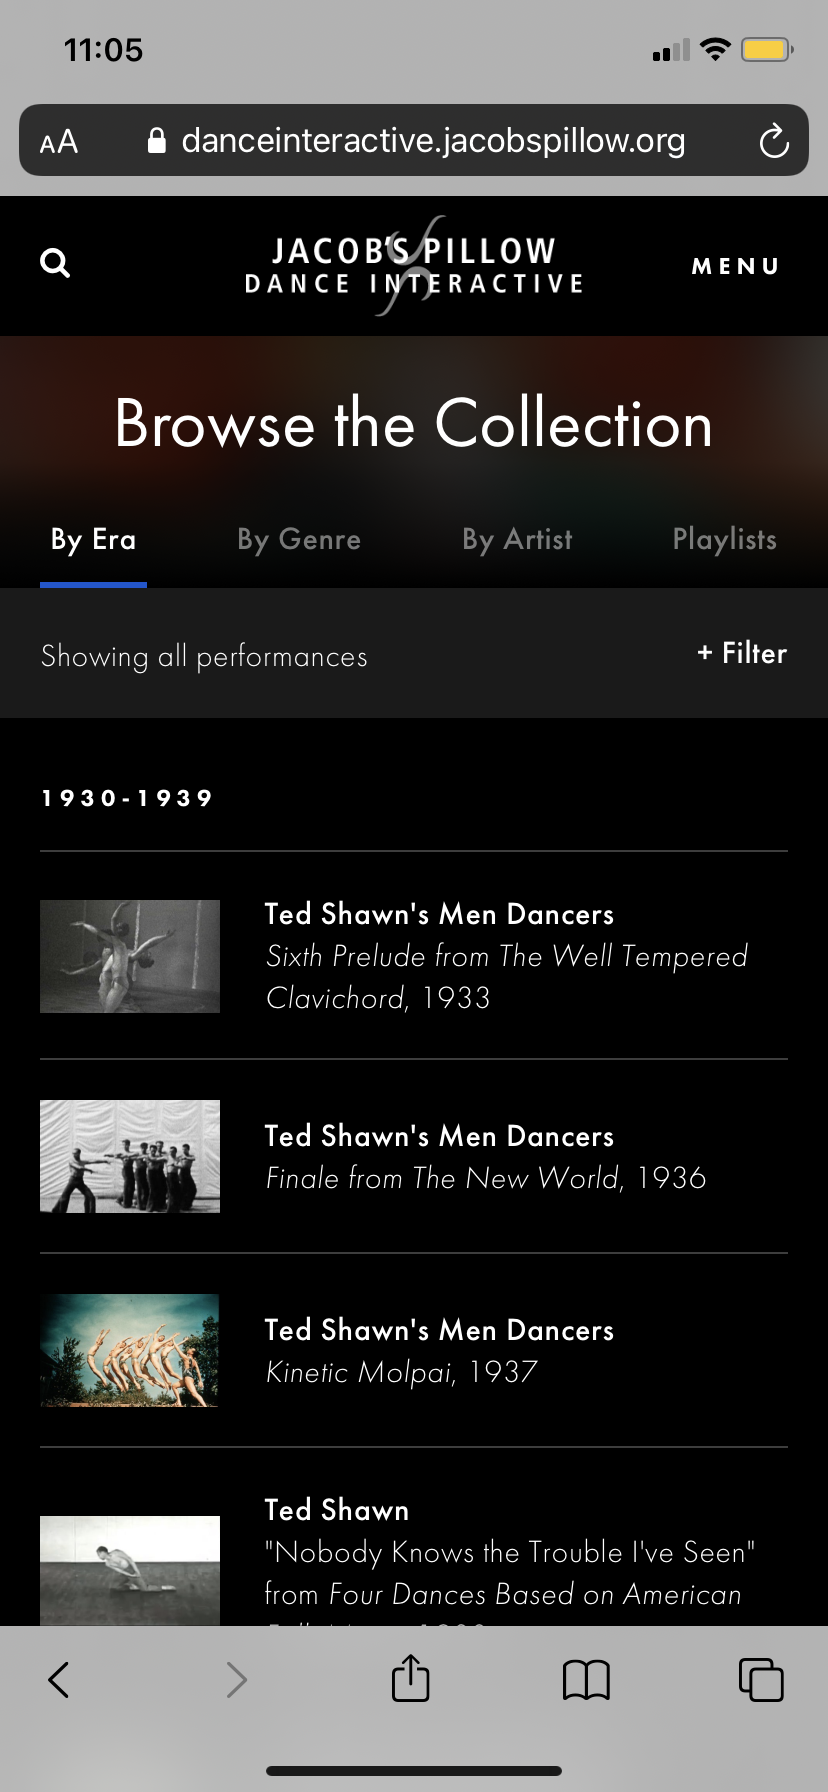 11:05
AA danceinteractive.jacobspillow.org
JACOB'S PILLOW
DANCE INTERACTIVE
MENU
Browse the Collection
By Era By Genre By Artist Playlists
Showing all performances + Filter
1930-1939
Ted Shawn's Men Dancers
Sixth Prelude from The Well Tempered
Clavichord, 1933
Ted Shawn's Men Dancers
Finale from The New World, 1936
Ted Shawn's Men Dancers
Kinetic Molpai, 1937
Ted Shawn
"Nobody Knows the Trouble I've Seen"
from Four Dances Based on American